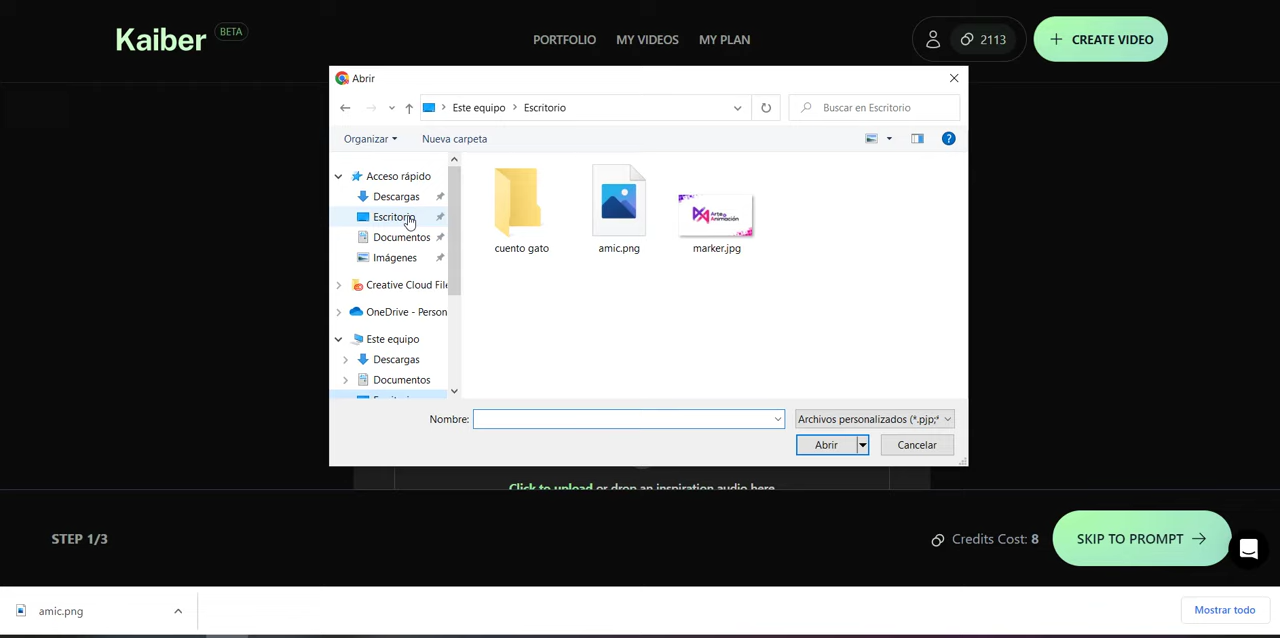 Kaiber BETA
PORTFOLIO MY VIDEOS MY PLAN
2113
+ CREATE VIDEO
Abrir
Este equipo > Escritorio
Buscar en Escritorio
Organizar
Nueva carpeta
Acceso rápido
Descargas
Escritorio
Documentos
Imágenes
Creative Cloud File
OneDrive - Person
Este equipo
Descargas
Documentos
cuento gato
amic.png
Arte y
Animación
marker.jpg
Nombre:
Archivos personalizados (*.pjp;*
Abrir
Cancelar
Click to upload or drop an inspiration audio here
STEP 1/3
Credits Cost: 8
SKIP TO PROMPT
amic.png
Mostrar todo